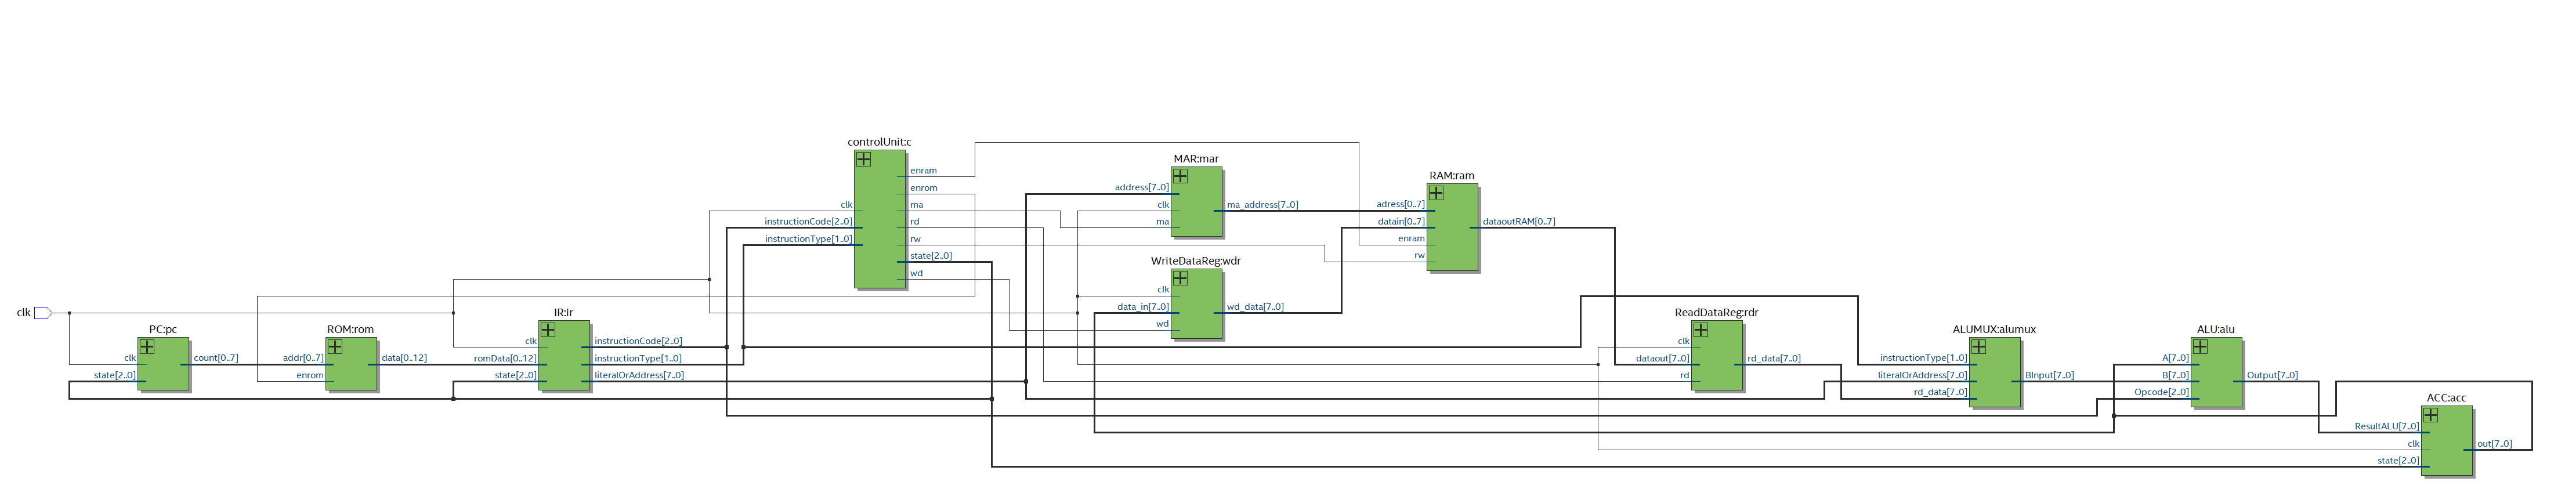 clk
PC:pc
clk
state[2..0]
count[0..7]
ROM:rom
addr[0..7]
enrom
data[0..12]
IR:ir
clk
romData[0..12]
state[2..0]
instructionCode[2..0]
instructionType[1..0]
literalOrAddress[7..0]
controlUnit:c
clk
instructionCode[2..0]
instructionType[1..0]
enram
enrom
ma
rd
rw
state[2..0]
wd
MAR:mar
address[7..0]
clk
ma
ma_address[7..0]
WriteDataReg:wdr
clk
data_in[7..0]
wd
wd_data[7..0]
RAM:ram
adress[0..7]
datain[0..7]
enram
rw
dataoutRAM[0..7]
ReadDataReg:rdr
clk
dataout[7..0]
rd
rd_data[7..0]
ALUMUX:alumux
instructionType[1..0]
literalOrAddress[7..0]
rd_data[7..0]
BInput[7..0]
ALU:alu
A[7..0]
B[7..0]
Opcode[2..0]
Output[7..0]
ACC:acc
ResultALU[7..0]
clk
state[2..0]
out[7..0]